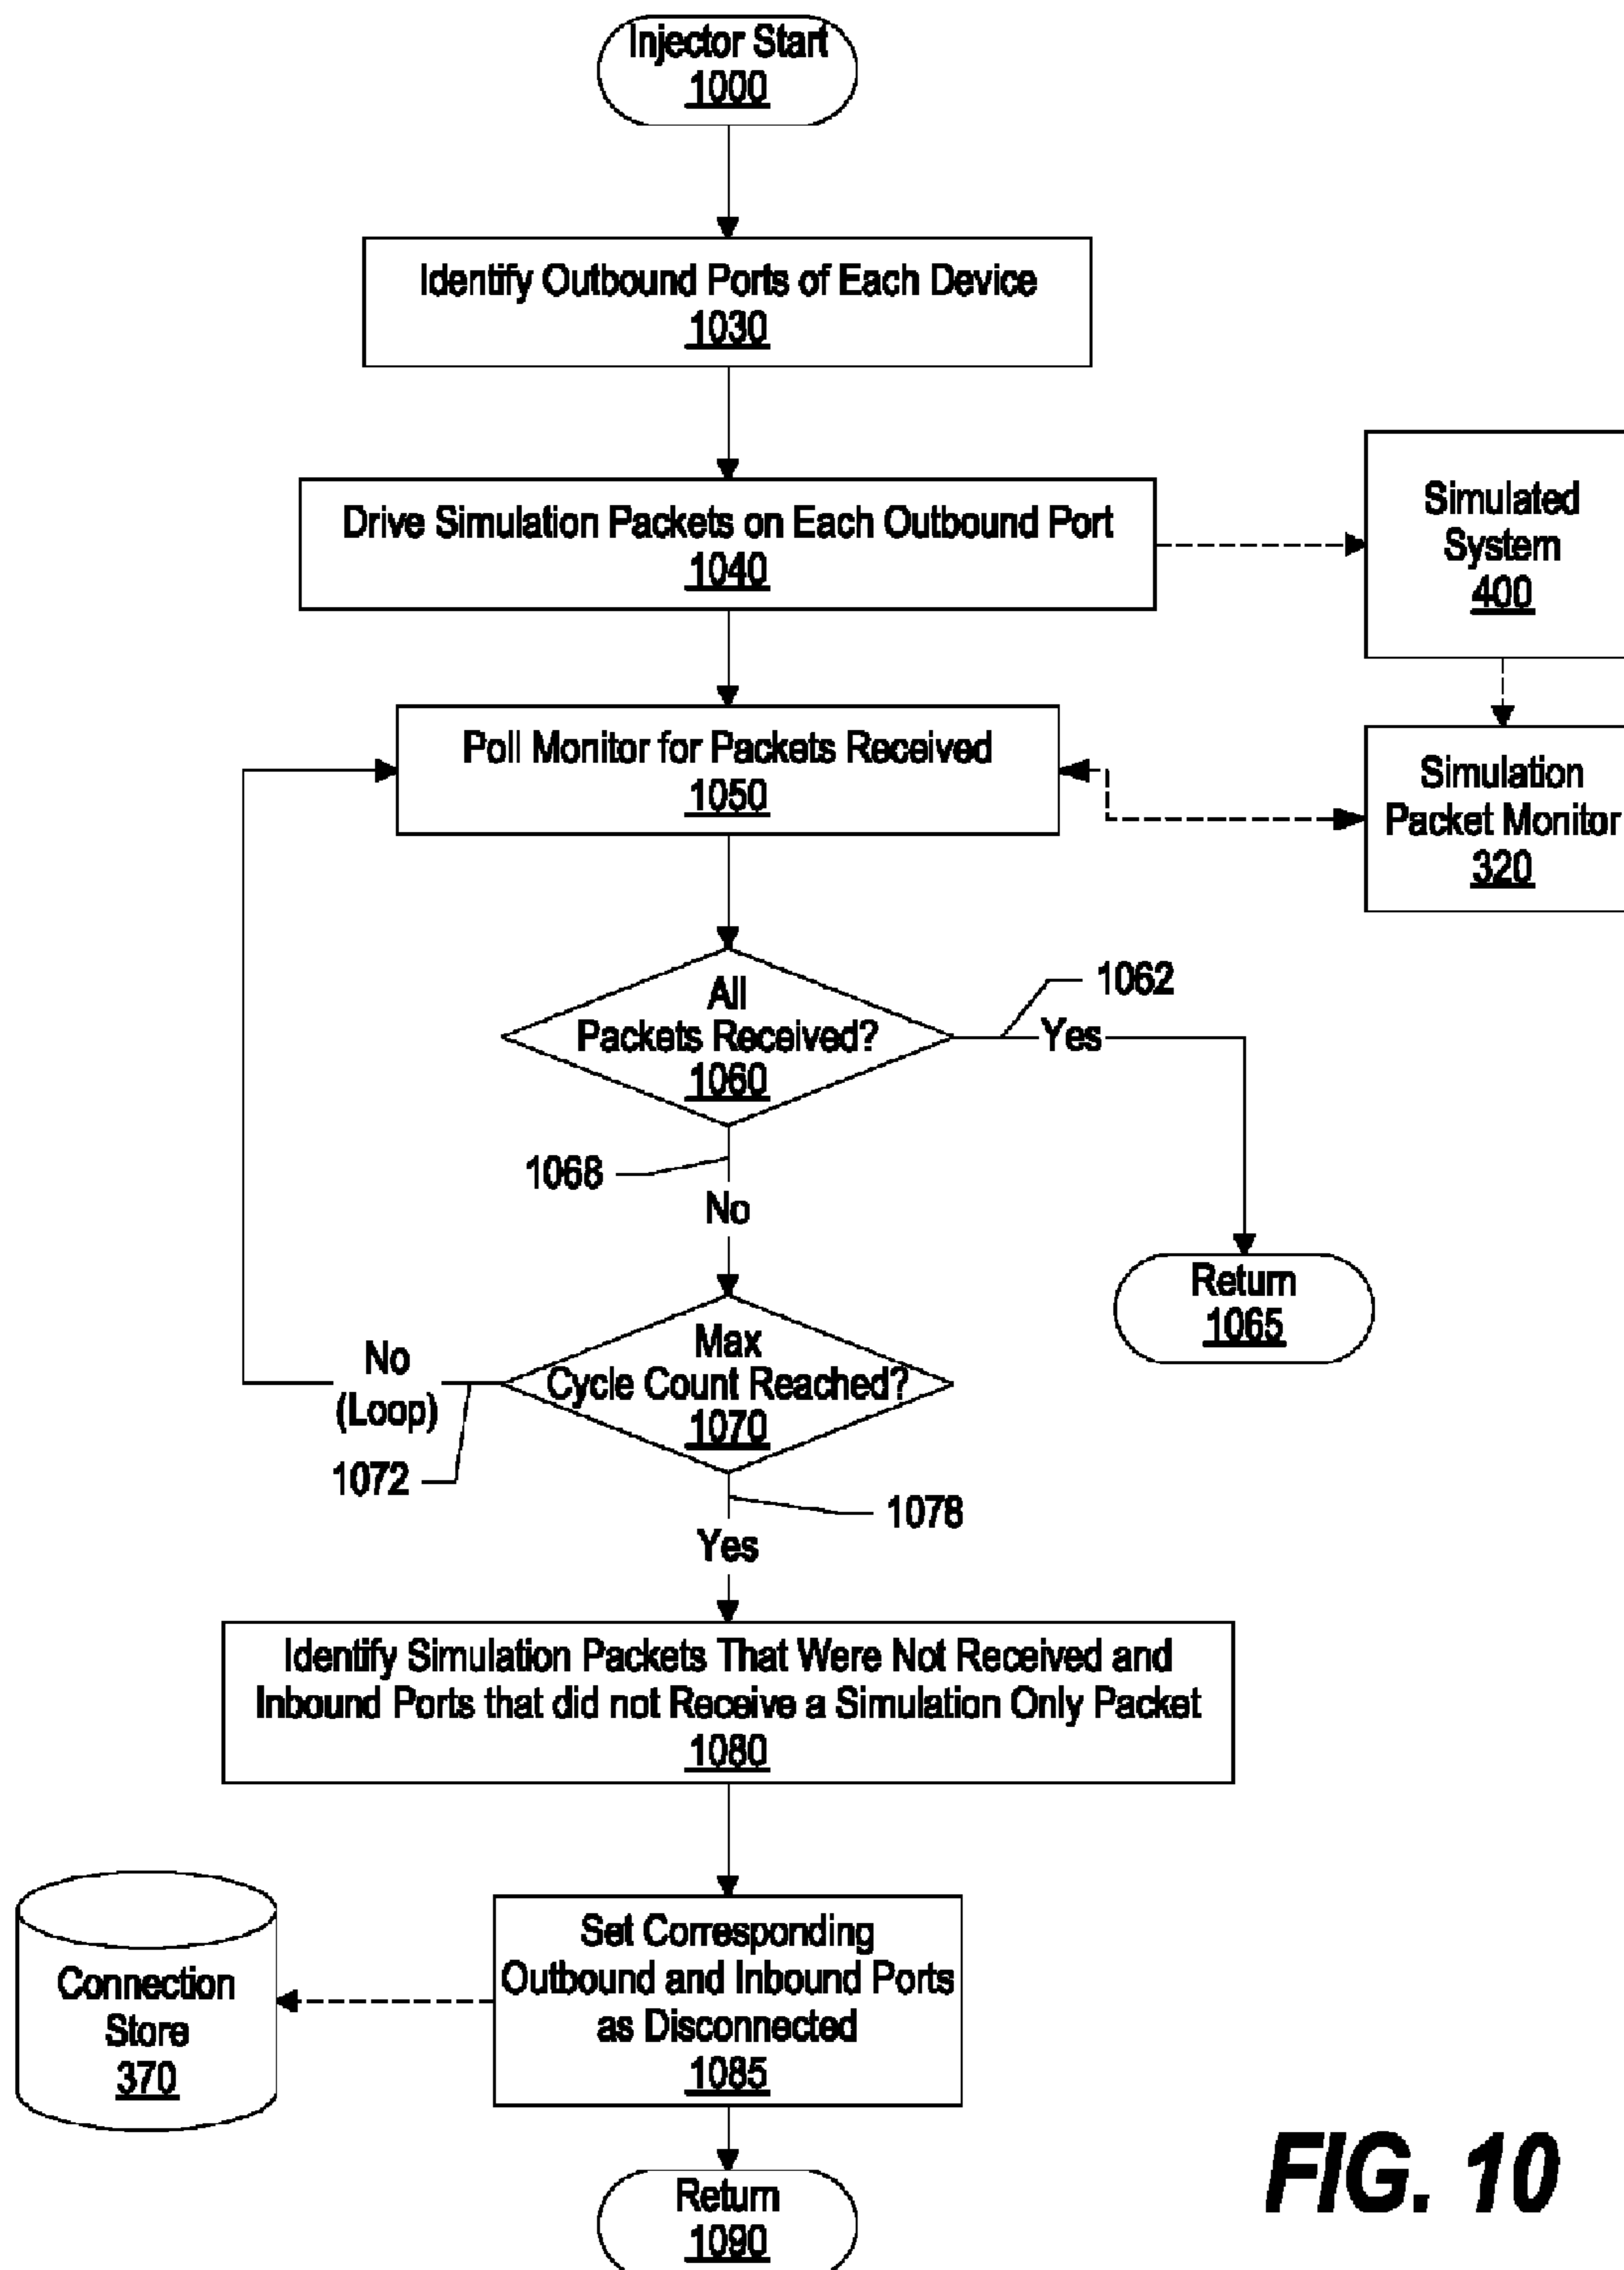 Injector Start
1000
Identify Outbound Ports of Each Device
1030
Drive Simulation Packets on Each Outbound Port
1040
Simulated
System
400
Poll Monitor for Packets Received
1050
Simulation
Packet Monitor
320
All
Packets Received?
1060
1062
Yes
1068
No
Return
1065
Max
Cycle Count Reached?
1070
No
(Loop)
1072
1078
Yes
Identify Simulation Packets That Were Not Received and
Inbound Ports that did not Receive a Simulation Only Packet
1080
Set Corresponding
Outbound and Inbound Ports
as Disconnected
1085
Connection
Store
370
Return
1090
FIG. 10